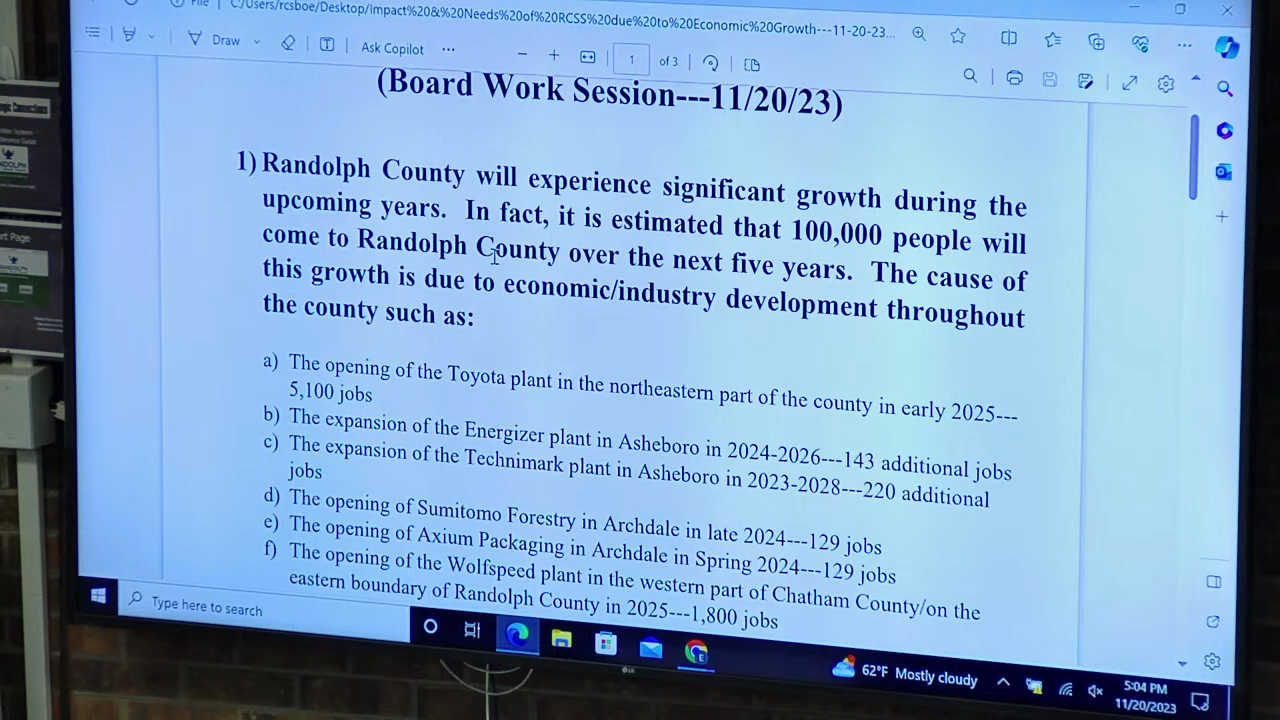 File
C:/Users/rcsboe/Desktop/Impact%20&%20Needs%20of%20RCSS%20due%20to%20Economic%20Growth---11-20-23...
Draw
Ask Copilot
1 of 3
(Board Work Session---11/20/23)
1) Randolph County will experience significant growth during the
upcoming years. In fact, it is estimated that 100,000 people will
come to Randolph County over the next five years. The cause of
this growth is due to economic/industry development throughout
the county such as:
a) The opening of the Toyota plant in the northeastern part of the county in early 2025---
5,100 jobs
b) The expansion of the Energizer plant in Asheboro in 2024-2026---143 additional jobs
c) The expansion of the Technimark plant in Asheboro in 2023-2028---220 additional
jobs
d) The opening of Sumitomo Forestry in Archdale in late 2024---129 jobs
e) The opening of Axium Packaging in Archdale in Spring 2024---129 jobs
f) The opening of the Wolfspeed plant in the western part of Chatham County/on the
eastern boundary of Randolph County in 2025---1,800 jobs
Type here to search
62°F Mostly cloudy
5:04 PM
11/20/2023
LG